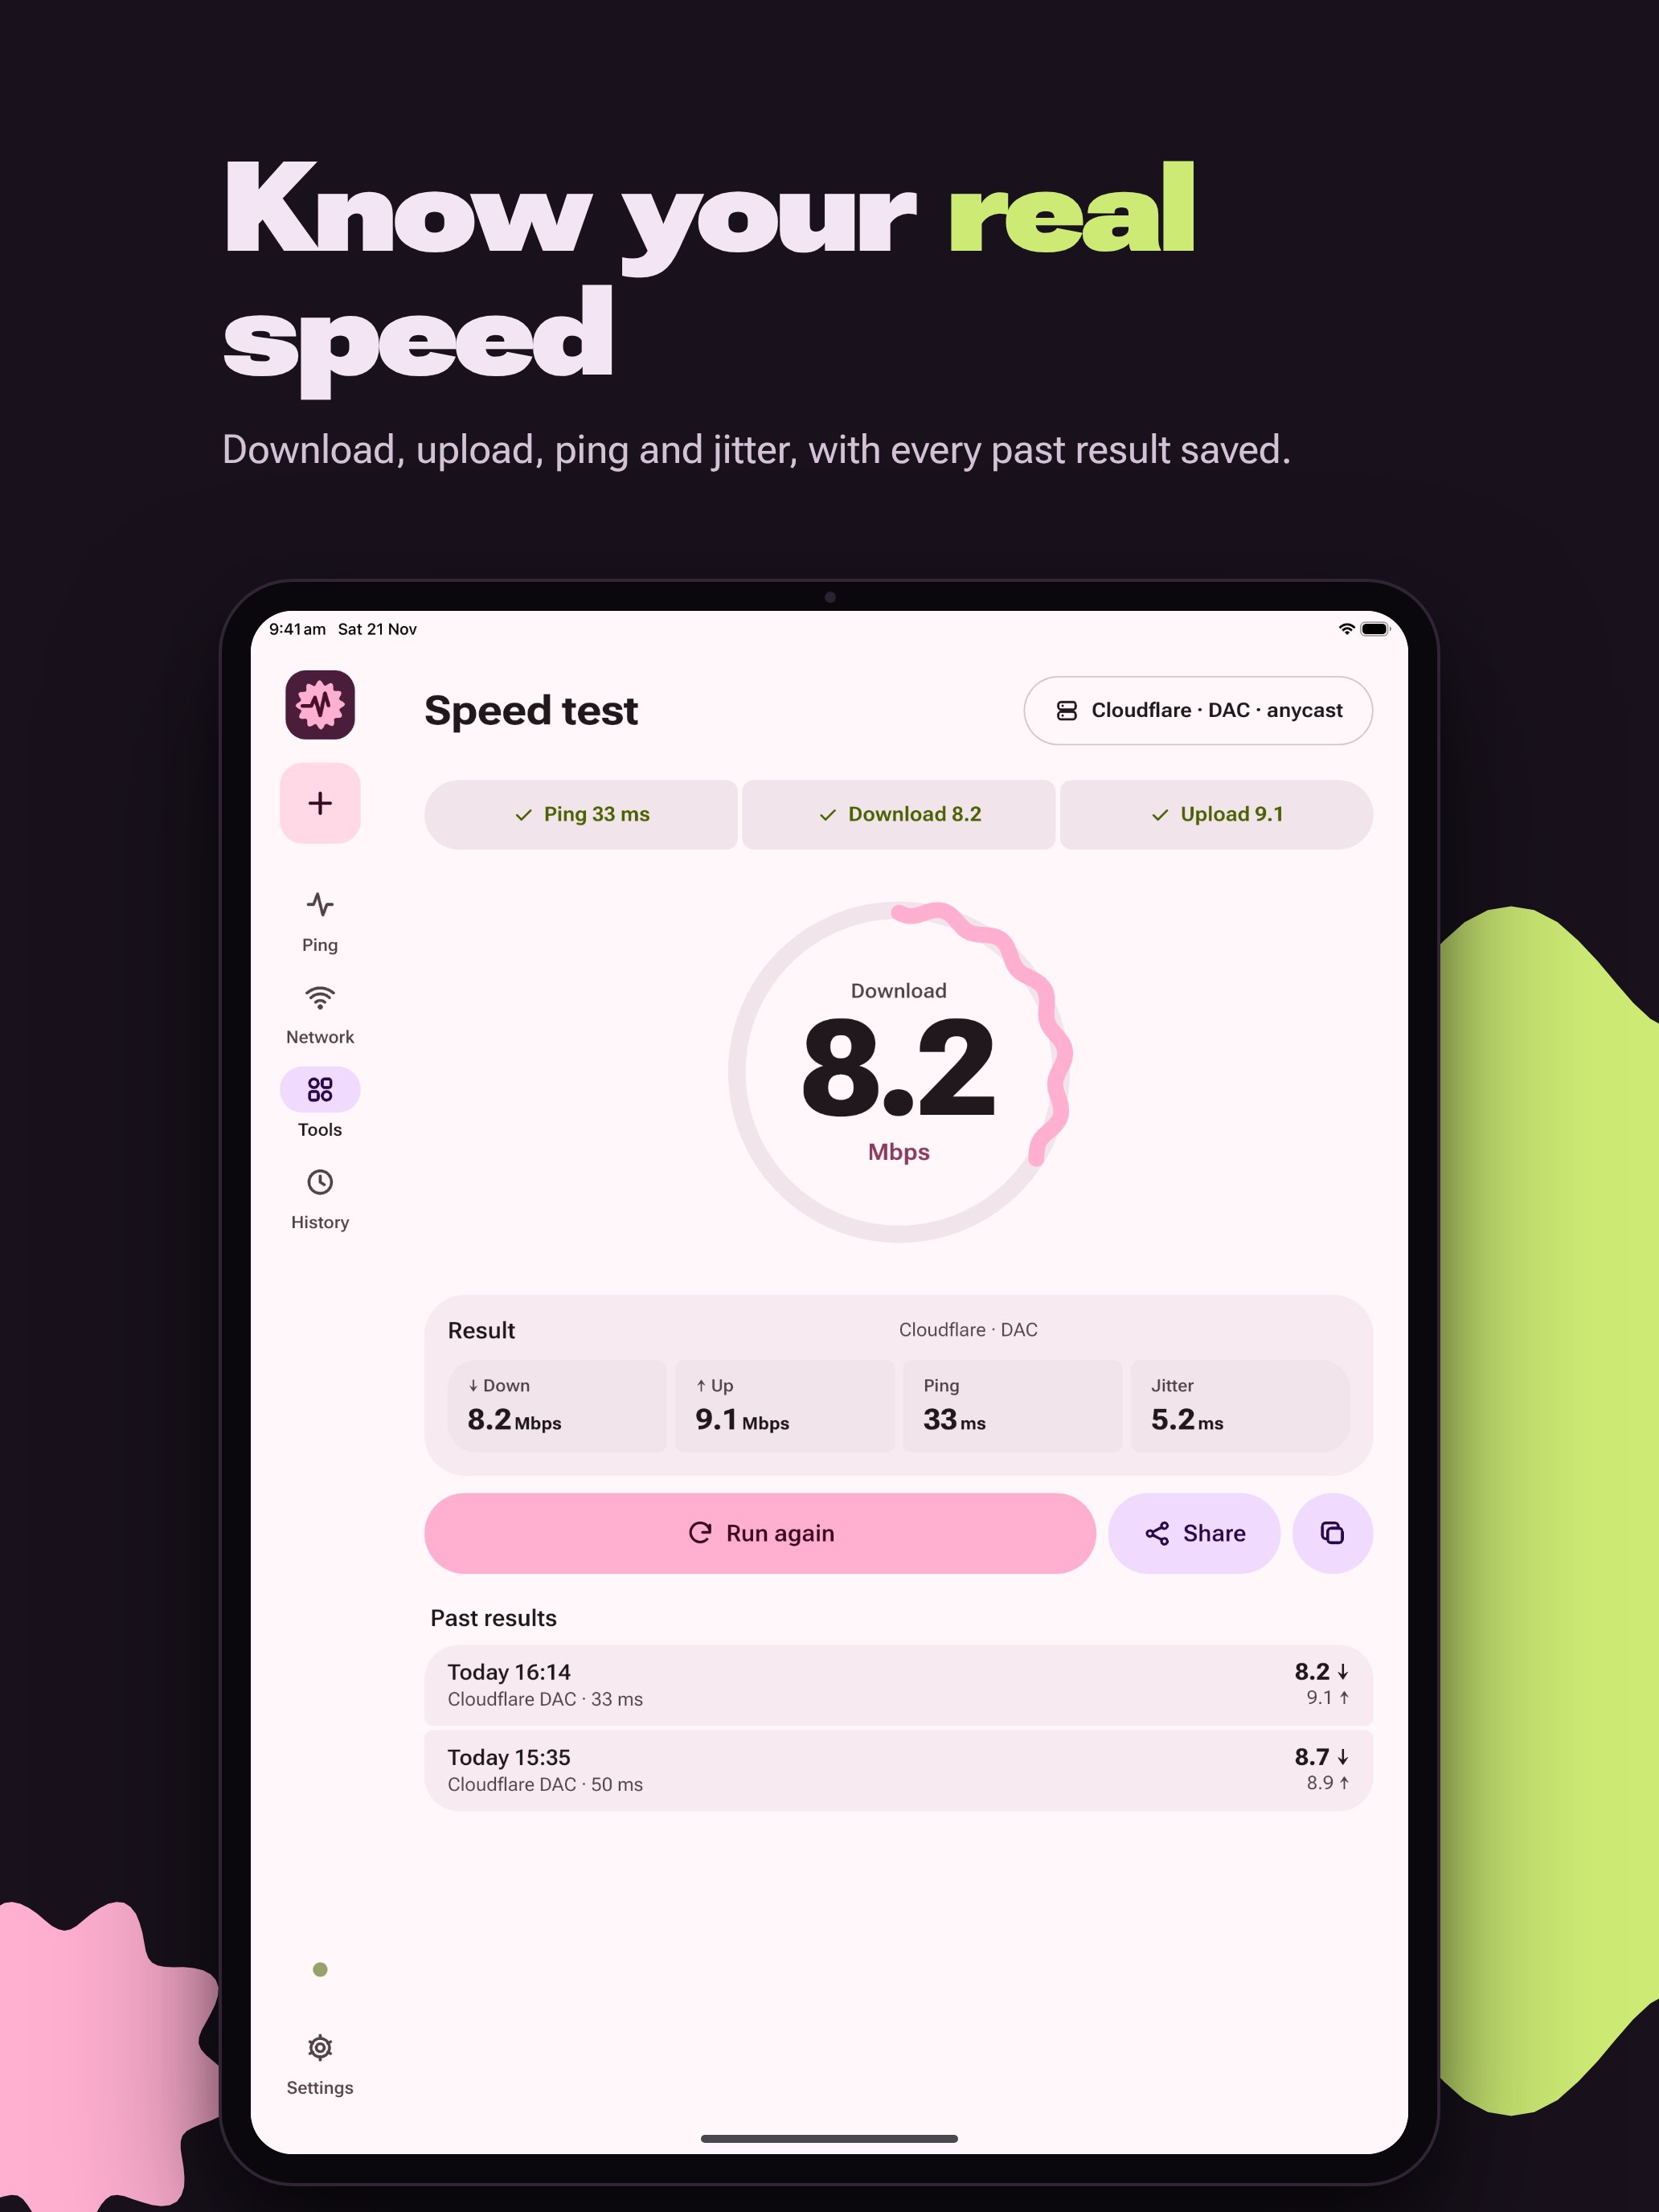 Know your real
speed
Download, upload, ping and jitter, with every past result saved.
9:41 am Sat 21 Nov
Speed test
Cloudflare · DAC · anycast
Ping 33 ms
Download 8.2
Upload 9.1
Ping
Network
Tools
History
Download
8.2
Mbps
Result
Cloudflare · DAC
↓ Down
8.2 Mbps
↑ Up
9.1 Mbps
Ping
33 ms
Jitter
5.2 ms
Run again
Share
Past results
Today 16:14
8.2 ↓
Cloudflare DAC · 33 ms
9.1 ↑
Today 15:35
8.7 ↓
Cloudflare DAC · 50 ms
8.9 ↑
Settings